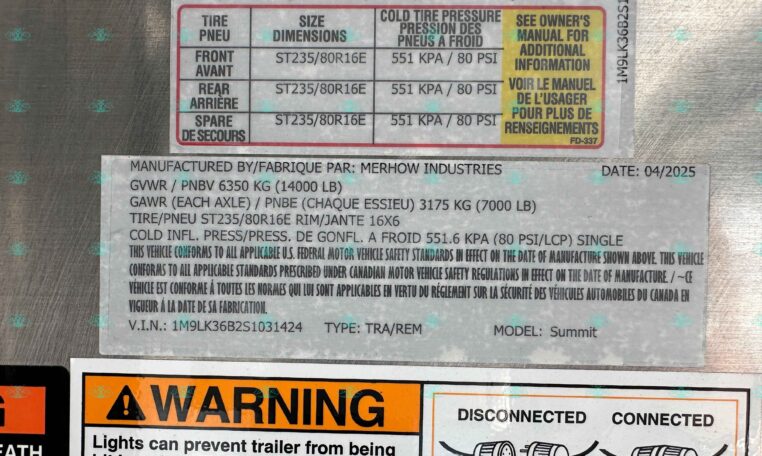 TIRE PNEU SIZE DIMENSIONS COLD TIRE PRESSURE PRESSION DES PNEUS A FROID
FRONT AVANT ST235/80R16E 551 KPA / 80 PSI
REAR ARRIÈRE ST235/80R16E 551 KPA / 80 PSI
SPARE DE SECOURS ST235/80R16E 551 KPA / 80 PSI
SEE OWNER'S
MANUAL FOR
ADDITIONAL
INFORMATION
VOIR LE MANUEL
DE L'USAGER
POUR PLUS DE
RENSEIGNEMENTS
FD-337
1M9LK36B2S1
MANUFACTURED BY/FABRIQUE PAR: MERHOW INDUSTRIES DATE: 04/2025
GVWR / PNBV 6350 KG (14000 LB)
GAWR (EACH AXLE) / PNBE (CHAQUE ESSIEU) 3175 KG (7000 LB)
TIRE/PNEU ST235/80R16E RIM/JANTE 16X6
COLD INFL. PRESS/PRESS. DE GONFL. A FROID 551.6 KPA (80 PSI/LCP) SINGLE
THIS VEHICLE CONFORMS TO ALL APPLICABLE U.S. FEDERAL MOTOR VEHICLE SAFETY STANDARDS IN EFFECT ON THE DATE OF MANUFACTURE SHOWN ABOVE. THIS VEHICLE
CONFORMS TO ALL APPLICABLE STANDARDS PRESCRIBED UNDER CANADIAN MOTOR VEHICLE SAFETY REGULATIONS IN EFFECT ON THE DATE OF MANUFACTURE. / ~CE
VÉHICLE EST CONFORME À TOUTES LES NORMES QUI LUI SONT APPLICABLES EN VERTU DU RÉGLEMENT SUR LA SÉCURITÉ DES VÉHICULES AUTOMOBILES DU CANADA EN
VIGUEUR À LA DATE DE SA FABRICATION.
V.I.N.: 1M9LK36B2S1031424 TYPE: TRA/REM MODEL: Summit
WARNING
Lights can prevent trailer from being
DISCONNECTED CONNECTED
G
EATH